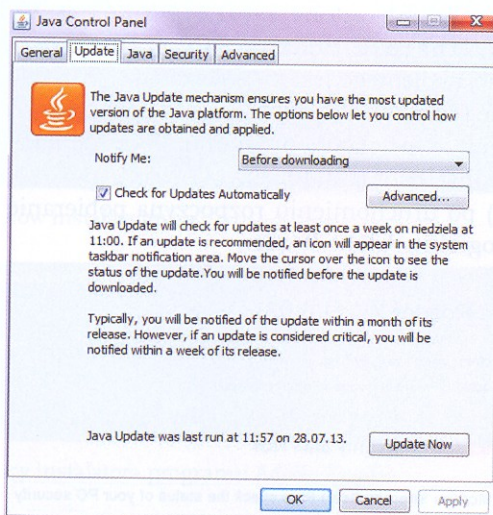 Java Control Panel
General Update Java Security Advanced
The Java Update mechanism ensures you have the most updated
version of the Java platform. The options below let you control how
updates are obtained and applied.
Notify Me: Before downloading
Check for Updates Automatically Advanced...
Java Update will check for updates at least once a week on niedziela at
11:00. If an update is recommended, an icon will appear in the system
taskbar notification area. Move the cursor over the icon to see the
status of the update.You will be notified before the update is
downloaded.
Typically, you will be notified of the update within a month of its
release. However, if an update is considered critical, you will be
notified within a week of its release.
Java Update was last run at 11:57 on 28.07.13. Update Now
OK Cancel Apply